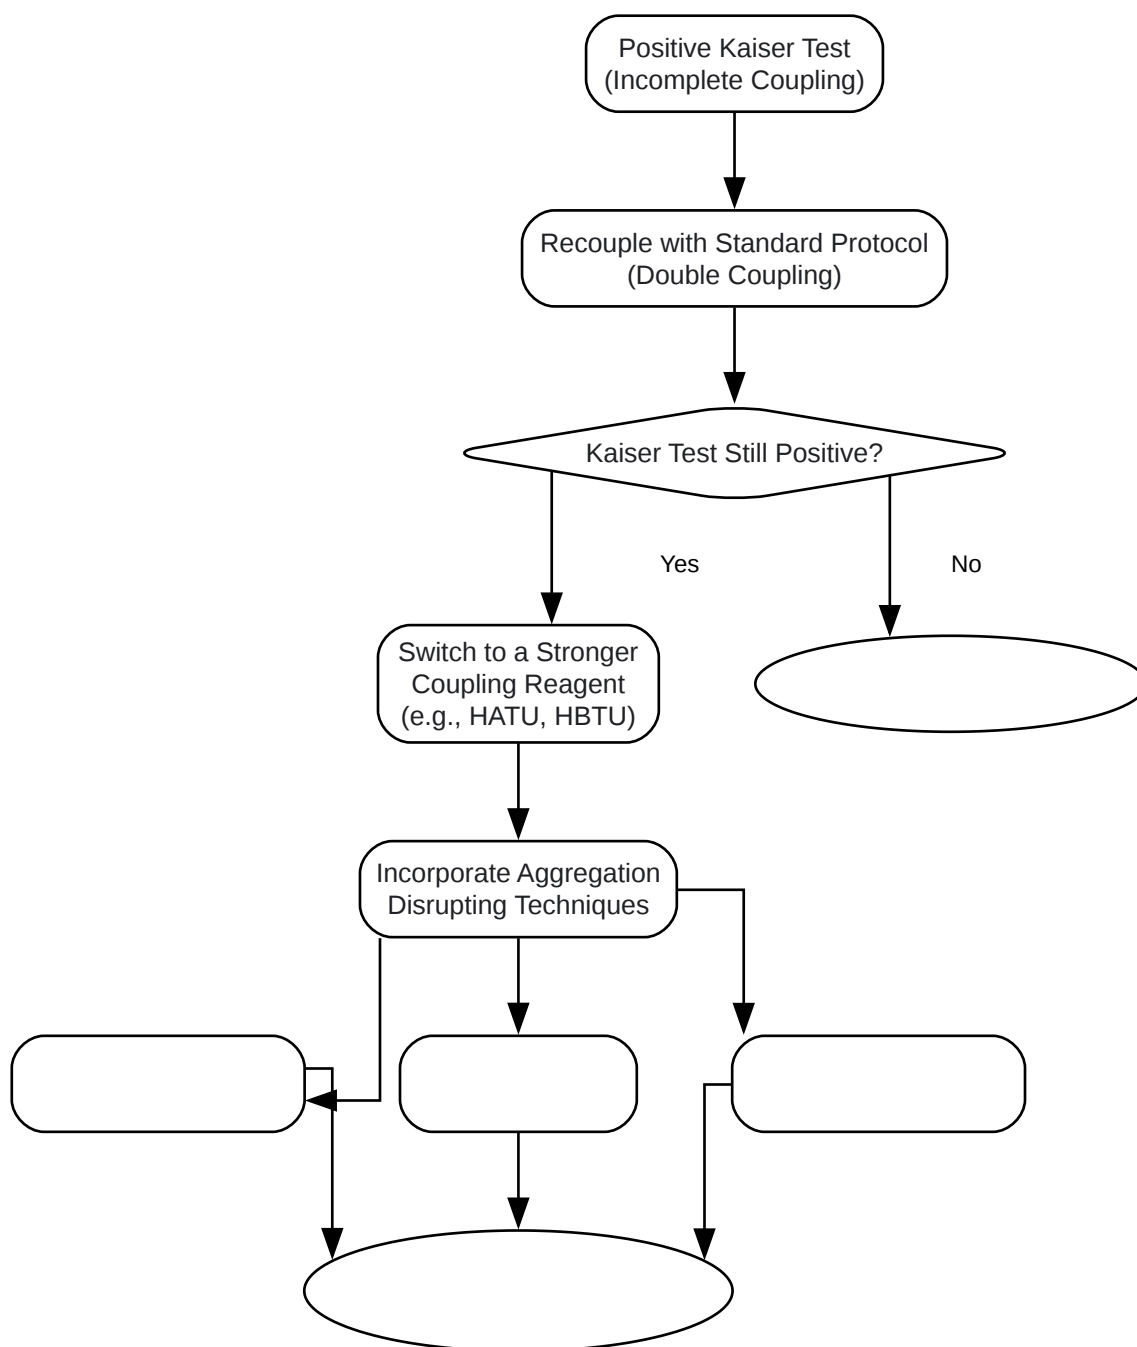 Positive Kaiser Test
(Incomplete Coupling)
Recouple with Standard Protocol
(Double Coupling)
Kaiser Test Still Positive?
Yes
No
Switch to a Stronger
Coupling Reagent
(e.g., HATU, HBTU)
Incorporate Aggregation
Disrupting Techniques